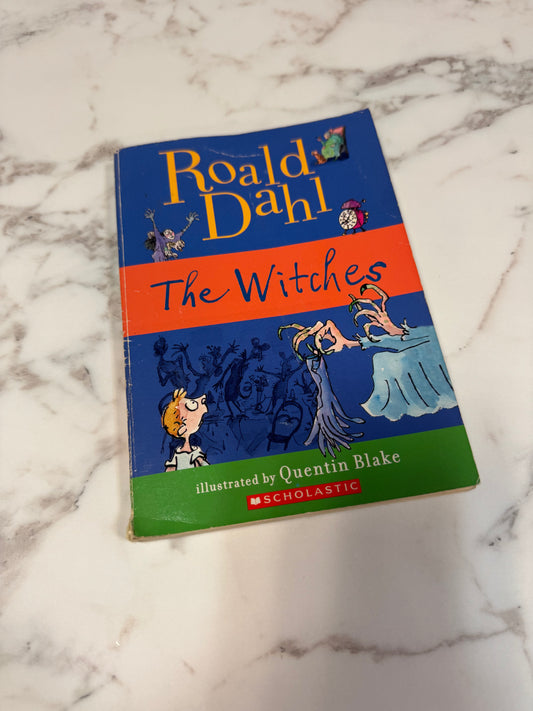 Roald
Dahl
The Witches
illustrated by Quentin Blake
SCHOLASTIC